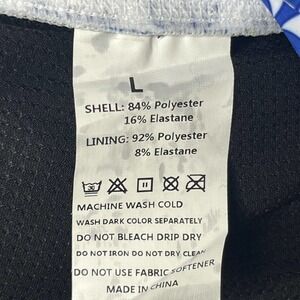 L
SHELL: 84% Polyester
16% Elastane
LINING: 92% Polyester
8% Elastane
MACHINE WASH COLD
WASH DARK COLOR SEPARATELY
DO NOT BLEACH DRIP DRY
DO NOT IRON DO NOT DRY CLEAN
DO NOT USE FABRIC SOFTENER
MADE IN CHINA